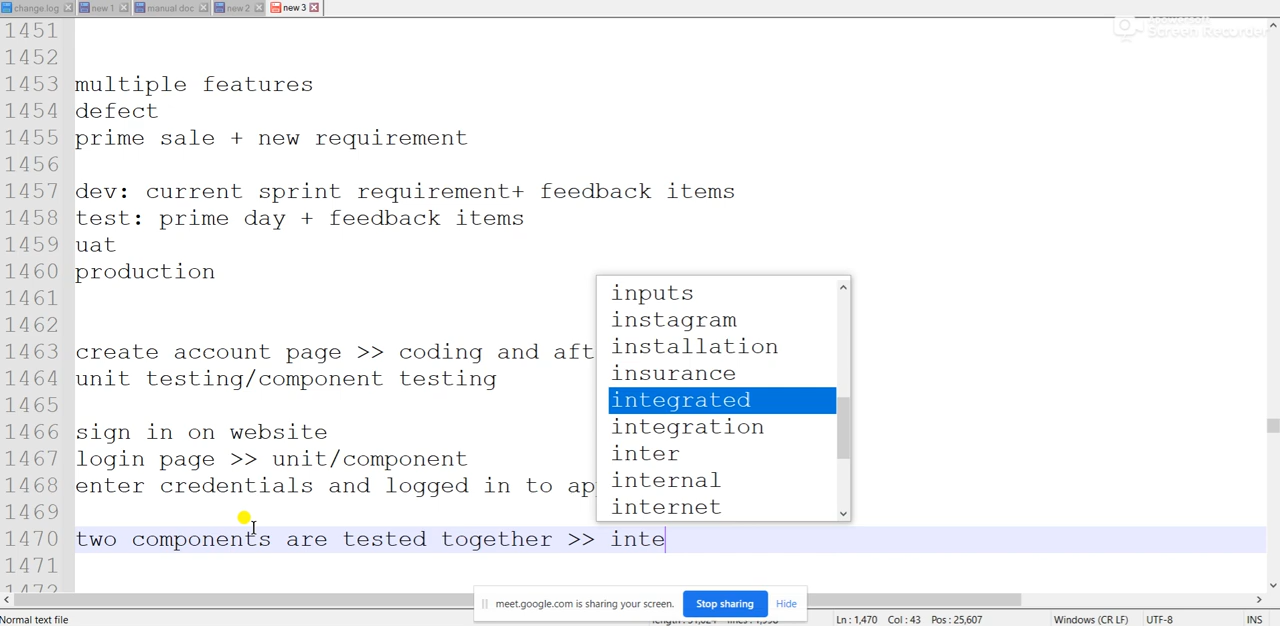 change.log new 1 manual doc new 2 new 3
Screen Recorder
1451
1452
1453 multiple features
1454 defect
1455 prime sale + new requirement
1456
1457 dev: current sprint requirement+ feedback items
1458 test: prime day + feedback items
1459 uat
1460 production
1461
1462
1463 create account page >> coding and aft
1464 unit testing/component testing
1465
1466 sign in on website
1467 login page >> unit/component
1468 enter credentials and logged in to ap
1469
1470 two components are tested together >> inte
1471
inputs
instagram
installation
insurance
integrated
integration
inter
internal
internet
meet.google.com is sharing your screen. Stop sharing Hide
Normal text file Ln : 1,470 Col : 43 Pos : 25,607 Windows (CR LF) UTF-8 INS